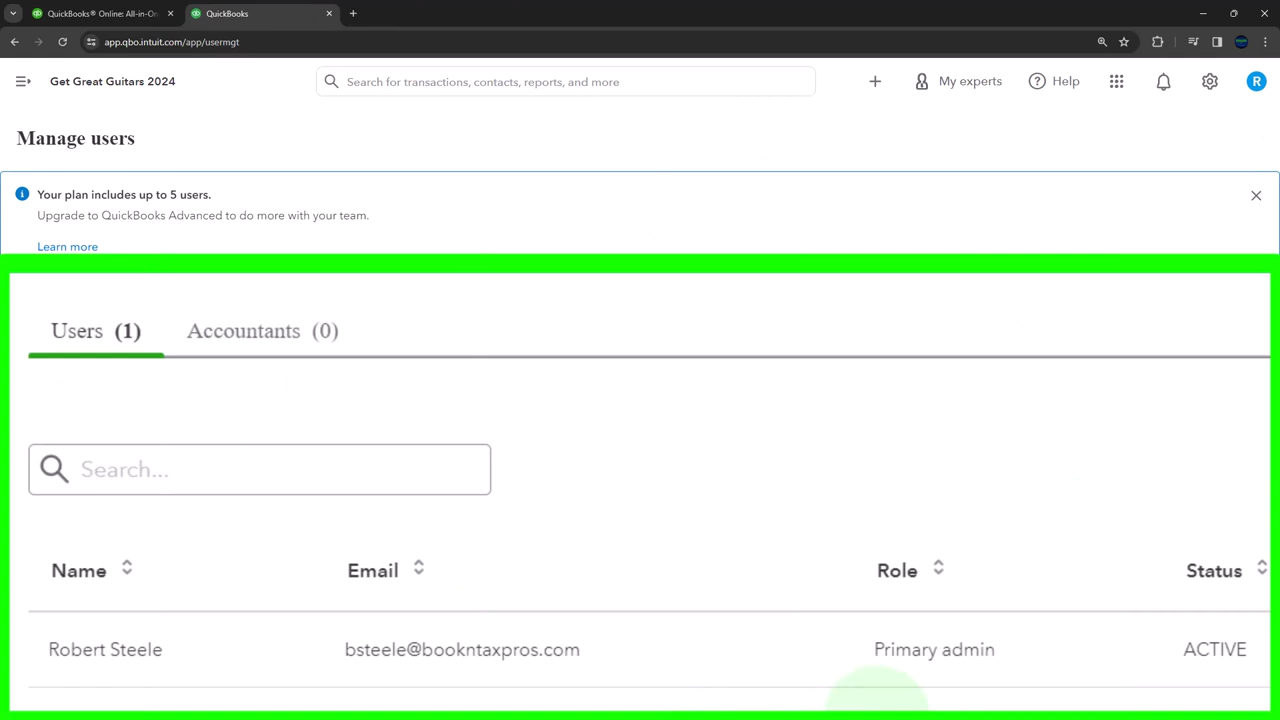 QuickBooks® Online: All-in-On
QuickBooks
app.qbo.intuit.com/app/usermgt
Get Great Guitars 2024
Search for transactions, contacts, reports, and more
My experts
Help
R
Manage users
Your plan includes up to 5 users.
Upgrade to QuickBooks Advanced to do more with your team.
Learn more
Users (1) Accountants (0)
Search...
Name Email Role Status
Robert Steele bsteele@bookntaxpros.com Primary admin ACTIVE